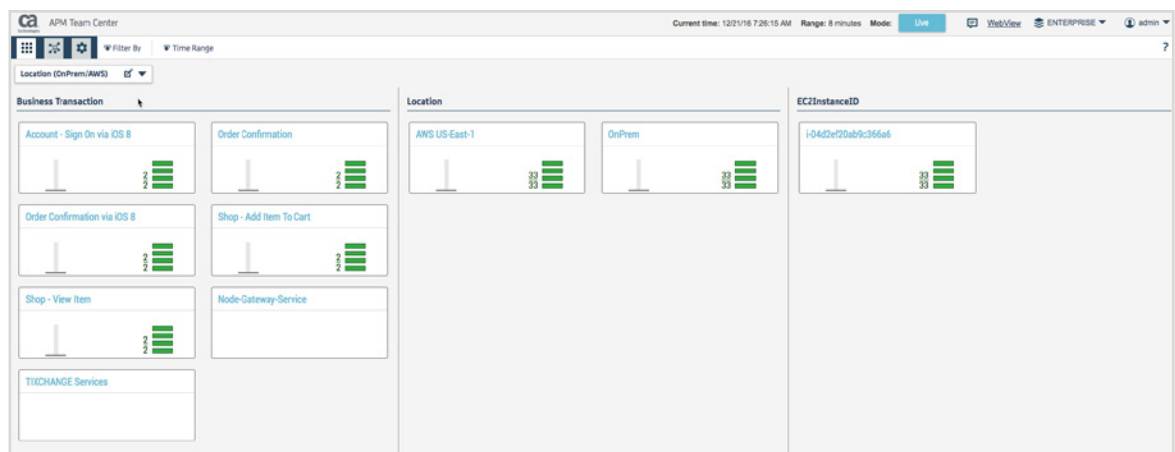 ca
technologies
APM Team Center
Current time: 12/21/16 7:26:15 AM Range: 8 minutes Mode: Live WebView ENTERPRISE admin
Filter By Time Range ?
Location (OnPrem/AWS)
Business Transaction
Account - Sign On via iOS 8
2
2
Order Confirmation
2
2
Order Confirmation via iOS 8
2
2
Shop - Add Item To Cart
2
2
Shop - View Item
2
2
Node-Gateway-Service
TIXCHANGE Services
Location
AWS US-East-1
33
33
OnPrem
33
33
EC2InstanceID
i-04d2ef20ab9c366a6
33
33